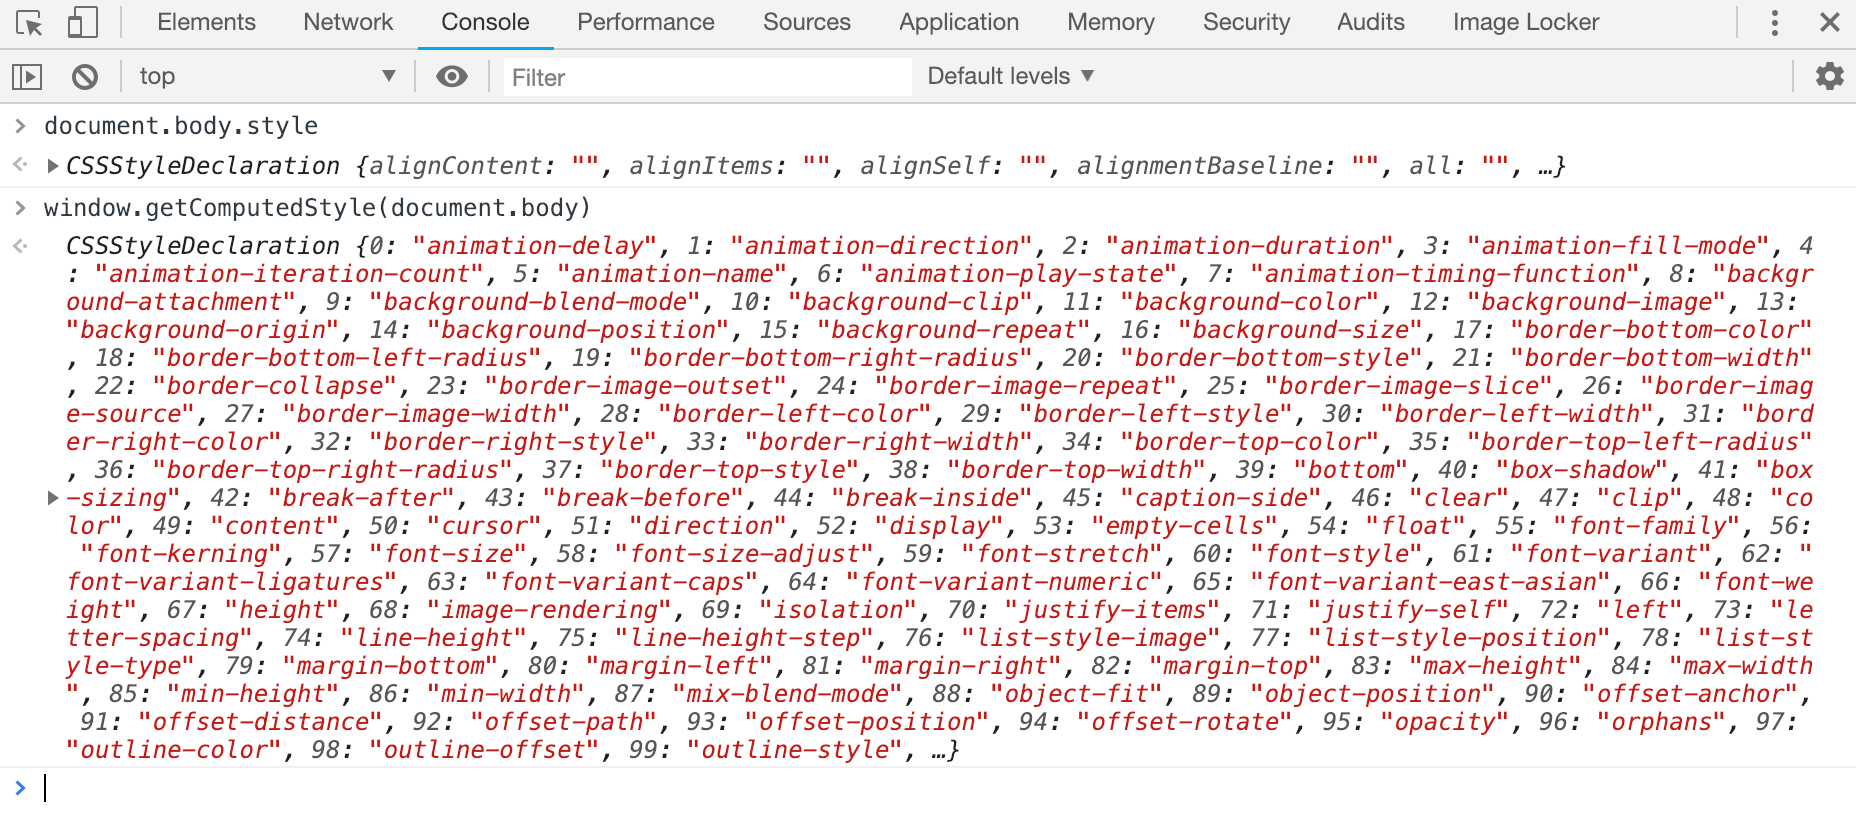 Elements Network Console Performance Sources Application Memory Security Audits Image Locker
top Filter Default levels
document.body.style
CSSStyleDeclaration {alignContent: "", alignItems: "", alignSelf: "", alignmentBaseline: "", all: "", …}
window.getComputedStyle(document.body)
CSSStyleDeclaration {0: "animation-delay", 1: "animation-direction", 2: "animation-duration", 3: "animation-fill-mode", 4
: "animation-iteration-count", 5: "animation-name", 6: "animation-play-state", 7: "animation-timing-function", 8: "backgr
ound-attachment", 9: "background-blend-mode", 10: "background-clip", 11: "background-color", 12: "background-image", 13:
"background-origin", 14: "background-position", 15: "background-repeat", 16: "background-size", 17: "border-bottom-color"
, 18: "border-bottom-left-radius", 19: "border-bottom-right-radius", 20: "border-bottom-style", 21: "border-bottom-width"
, 22: "border-collapse", 23: "border-image-outset", 24: "border-image-repeat", 25: "border-image-slice", 26: "border-imag
e-source", 27: "border-image-width", 28: "border-left-color", 29: "border-left-style", 30: "border-left-width", 31: "bord
er-right-color", 32: "border-right-style", 33: "border-right-width", 34: "border-top-color", 35: "border-top-left-radius"
, 36: "border-top-right-radius", 37: "border-top-style", 38: "border-top-width", 39: "bottom", 40: "box-shadow", 41: "box
-sizing", 42: "break-after", 43: "break-before", 44: "break-inside", 45: "caption-side", 46: "clear", 47: "clip", 48: "co
lor", 49: "content", 50: "cursor", 51: "direction", 52: "display", 53: "empty-cells", 54: "float", 55: "font-family", 56:
"font-kerning", 57: "font-size", 58: "font-size-adjust", 59: "font-stretch", 60: "font-style", 61: "font-variant", 62: "
font-variant-ligatures", 63: "font-variant-caps", 64: "font-variant-numeric", 65: "font-variant-east-asian", 66: "font-we
ight", 67: "height", 68: "image-rendering", 69: "isolation", 70: "justify-items", 71: "justify-self", 72: "left", 73: "le
tter-spacing", 74: "line-height", 75: "line-height-step", 76: "list-style-image", 77: "list-style-position", 78: "list-st
yle-type", 79: "margin-bottom", 80: "margin-left", 81: "margin-right", 82: "margin-top", 83: "max-height", 84: "max-width
", 85: "min-height", 86: "min-width", 87: "mix-blend-mode", 88: "object-fit", 89: "object-position", 90: "offset-anchor",
91: "offset-distance", 92: "offset-path", 93: "offset-position", 94: "offset-rotate", 95: "opacity", 96: "orphans", 97:
"outline-color", 98: "outline-offset", 99: "outline-style", …}